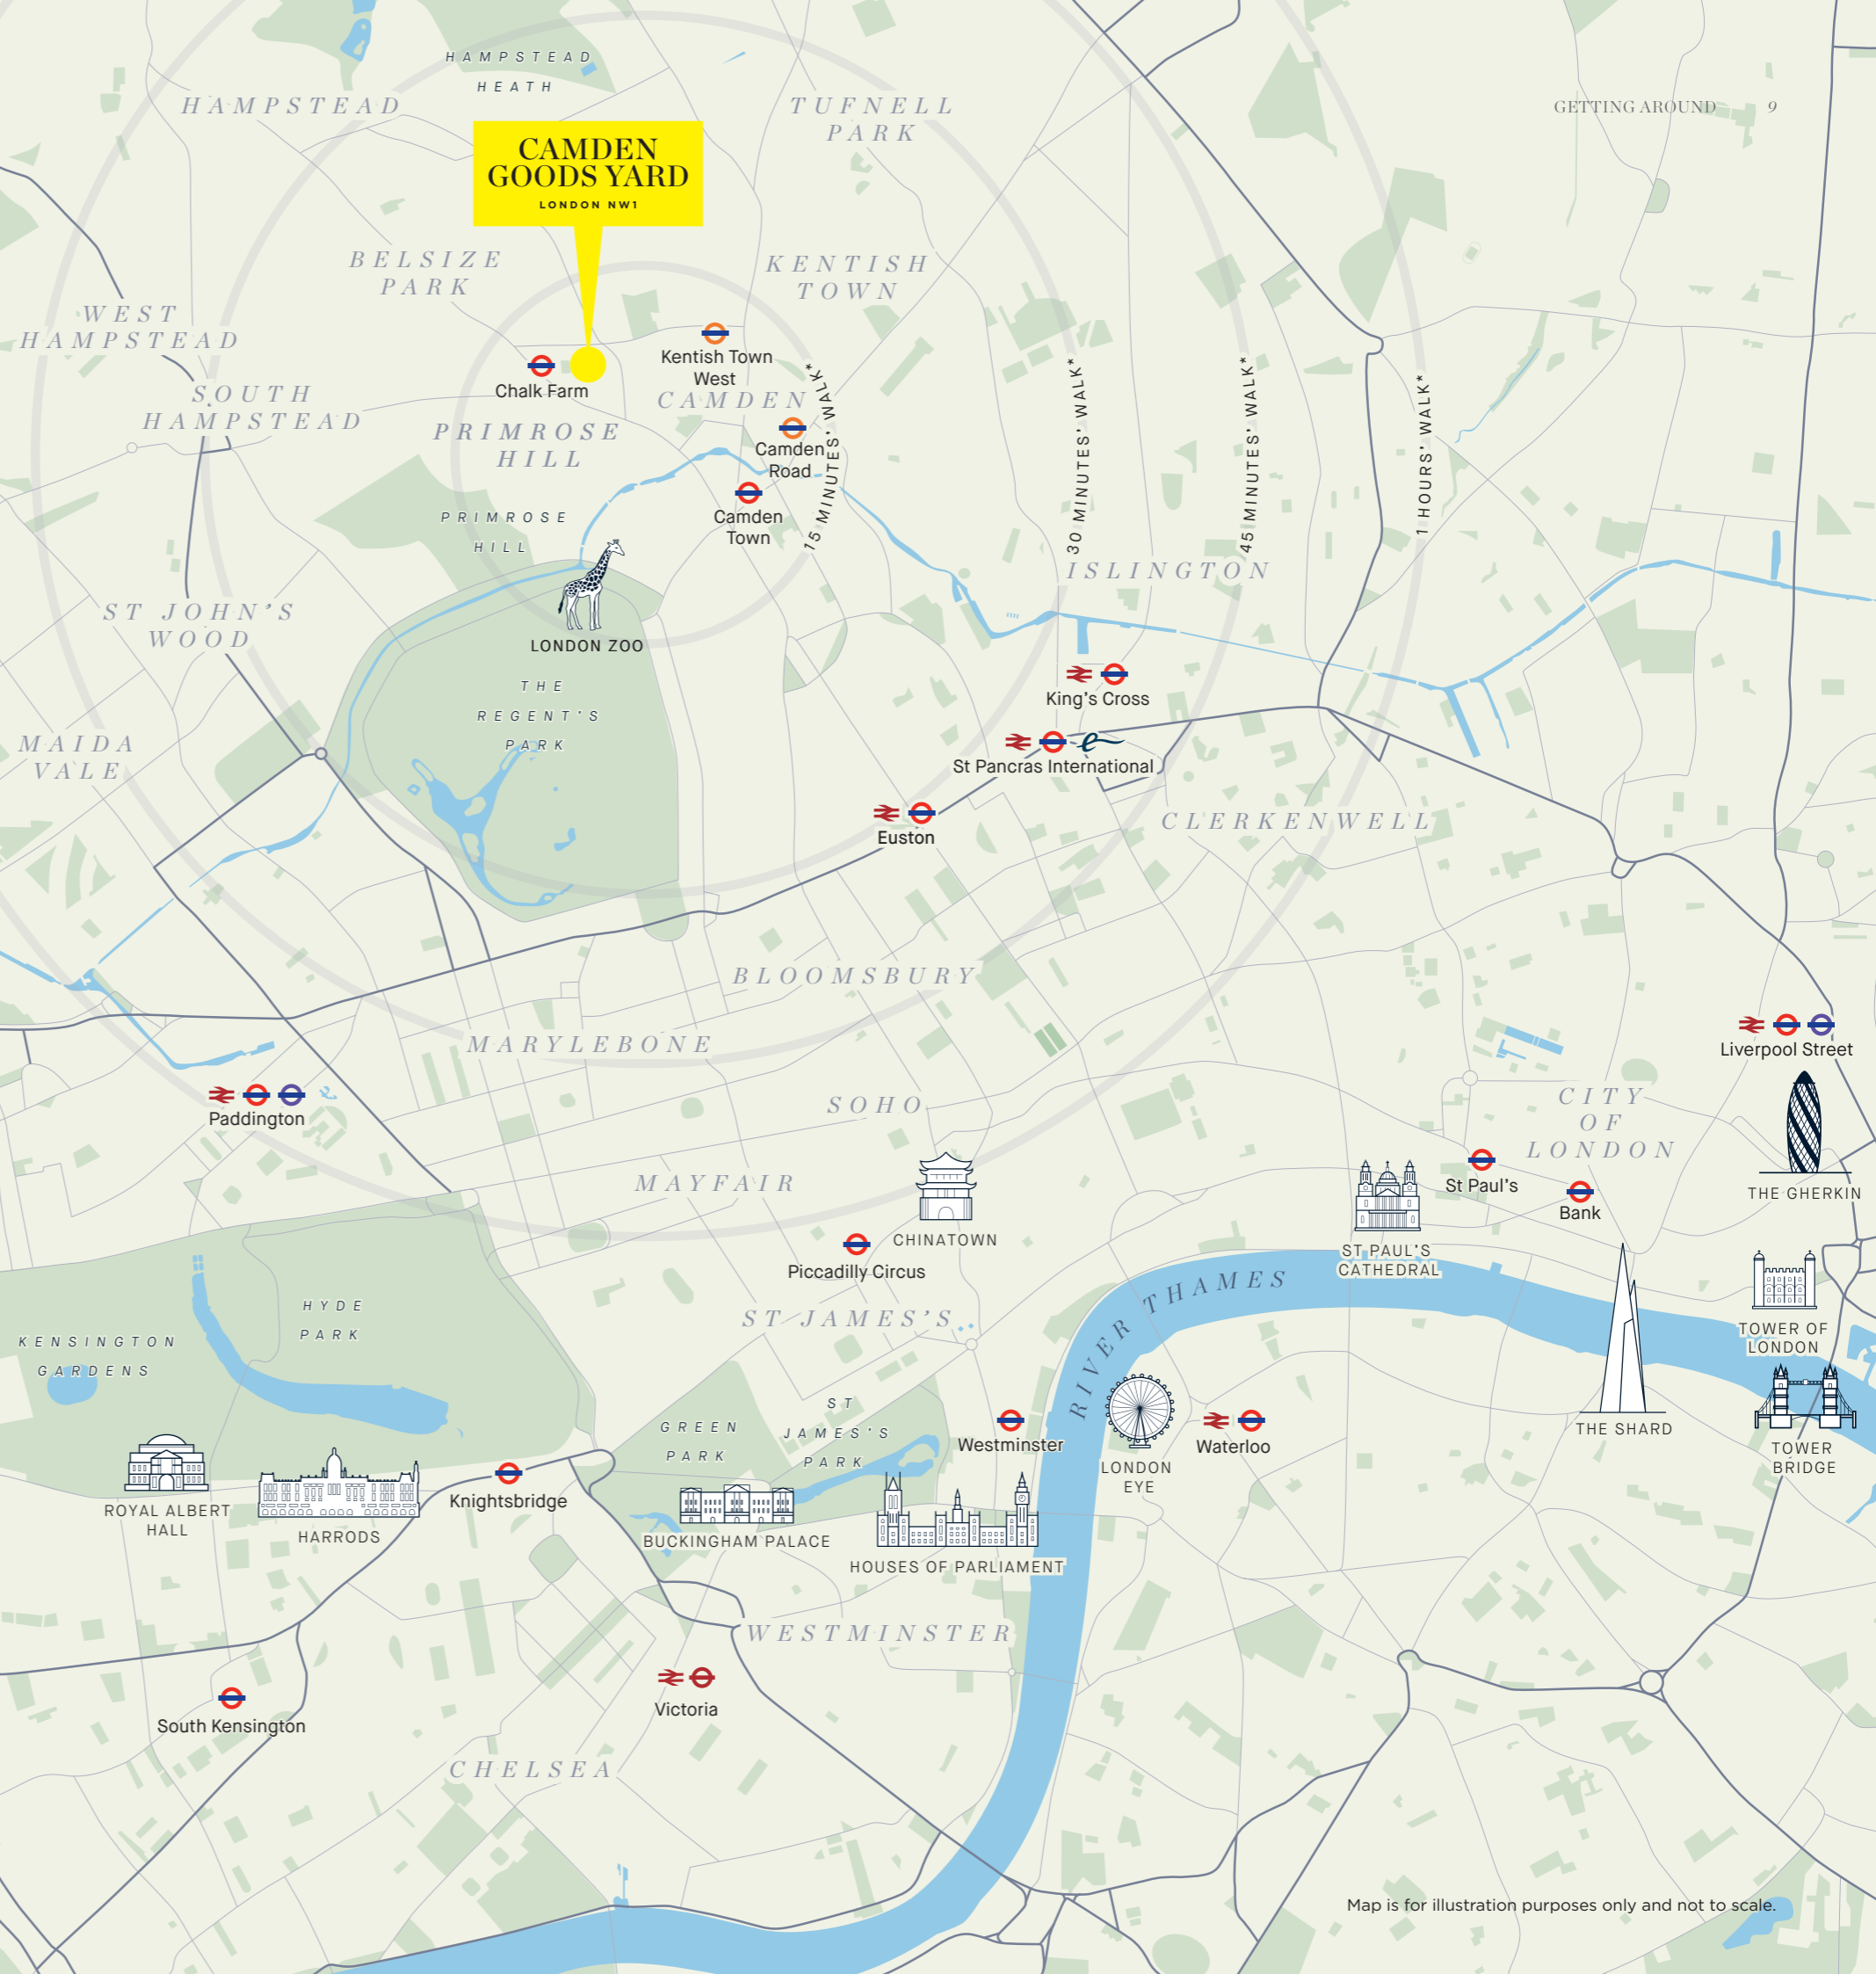 HAMPSTEAD
HEATH
HAMPSTEAD
TUFNELL
PARK
GETTING AROUND 9
CAMDEN
GOODS YARD
LONDON NW1
BELSIZE
PARK
KENTISH
TOWN
WEST
HAMPSTEAD
Kentish Town
West
Chalk Farm
SOUTH
HAMPSTEAD
CAMDEN
15 MINUTES' WALK*
30 MINUTES' WALK*
45 MINUTES' WALK*
1 HOURS' WALK*
PRIMROSE
HILL
Camden
Road
PRIMROSE
HILL
Camden
Town
ISLINGTON
ST JOHN'S
WOOD
LONDON ZOO
THE
REGENT'S
PARK
King's Cross
MAIDA
VALE
St Pancras International
Euston
CLERKENWELL
BLOOMSBURY
MARYLEBONE
Liverpool Street
Paddington
SOHO
CITY
OF
LONDON
MAYFAIR
St Paul's
THE GHERKIN
Bank
CHINATOWN
ST PAUL'S
CATHEDRAL
Piccadilly Circus
RIVER THAMES
HYDE
PARK
ST JAMES'S
KENSINGTON
GARDENS
TOWER OF
LONDON
GREEN
PARK
ST
JAMES'S
PARK
Westminster
Waterloo
THE SHARD
LONDON
EYE
TOWER
BRIDGE
Knightsbridge
ROYAL ALBERT
HALL
HARRODS
BUCKINGHAM PALACE
HOUSES OF PARLIAMENT
WESTMINSTER
Victoria
South Kensington
CHELSEA
Map is for illustration purposes only and not to scale.